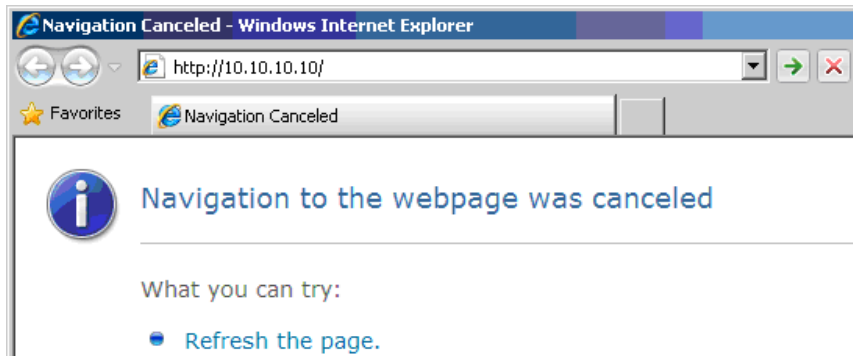 Navigation Canceled - Windows Internet Explorer
http://10.10.10.10/
Favorites Navigation Canceled
Navigation to the webpage was canceled
What you can try:
Refresh the page.